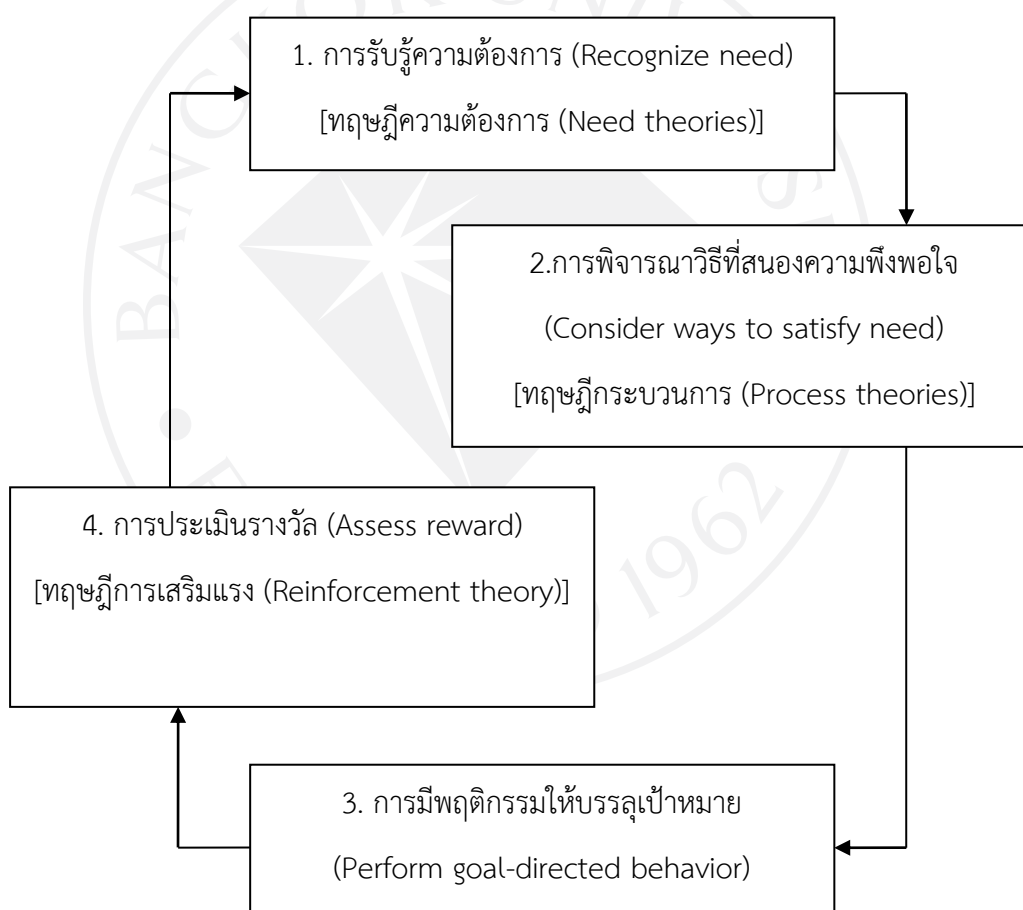 1. การรับรู้ความต้องการ (Recognize need)
[ทฤษฎีความต้องการ (Need theories)]
2.การพิจารณาวิธีที่สนองความพึงพอใจ
(Consider ways to satisfy need)
[ทฤษฎีกระบวนการ (Process theories)]
4. การประเมินรางวัล (Assess reward)
[ทฤษฎีการเสริมแรง (Reinforcement theory)]
3. การมีพฤติกรรมให้บรรลุเป้าหมาย
(Perform goal-directed behavior)
1962